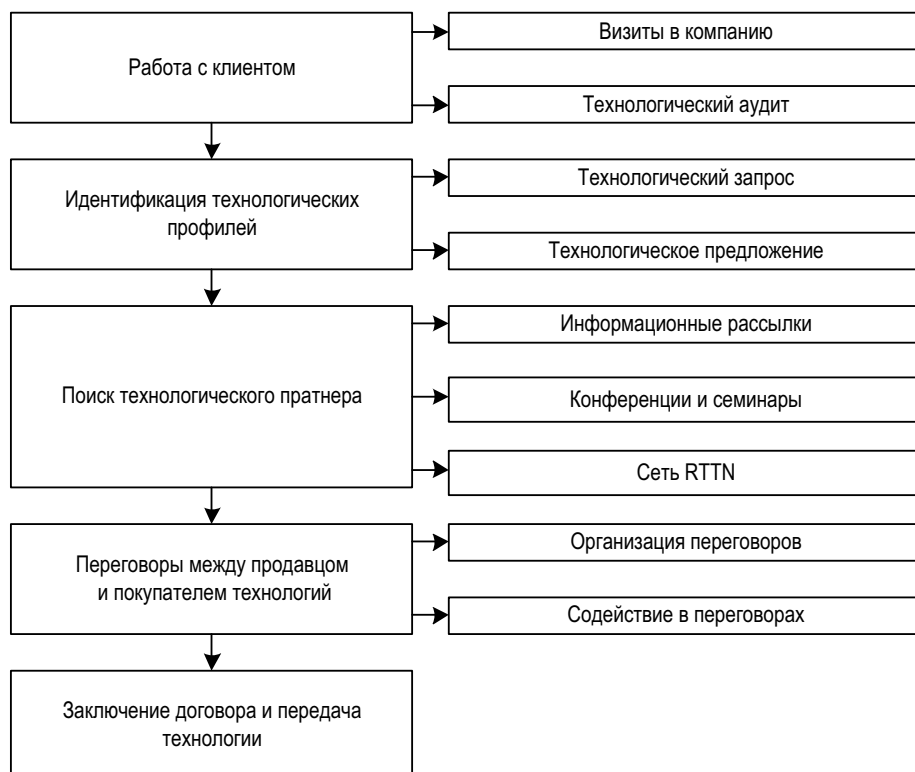 Работа с клиентом
Визиты в компанию
Технологический аудит
Идентификация технологических
профилей
Технологический запрос
Технологическое предложение
Поиск технологического пратнера
Информационные рассылки
Конференции и семинары
Сеть RTTN
Переговоры между продавцом
и покупателем технологий
Организация переговоров
Содействие в переговорах
Заключение договора и передача
технологии